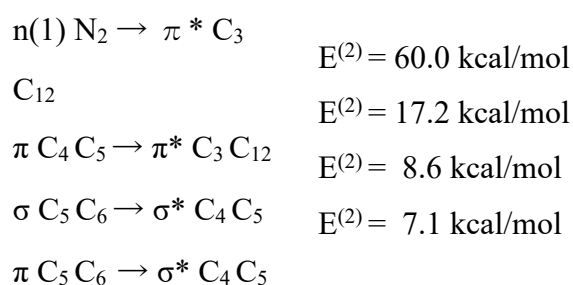 n(1) N₂ → π * C₃
C₁₂
π C₄ C₅ → π* C₃ C₁₂
σ C₅ C₆ → σ* C₄ C₅
π C₅ C₆ → σ* C₄ C₅
E⁽²⁾ = 60.0 kcal/mol
E⁽²⁾ = 17.2 kcal/mol
E⁽²⁾ = 8.6 kcal/mol
E⁽²⁾ = 7.1 kcal/mol